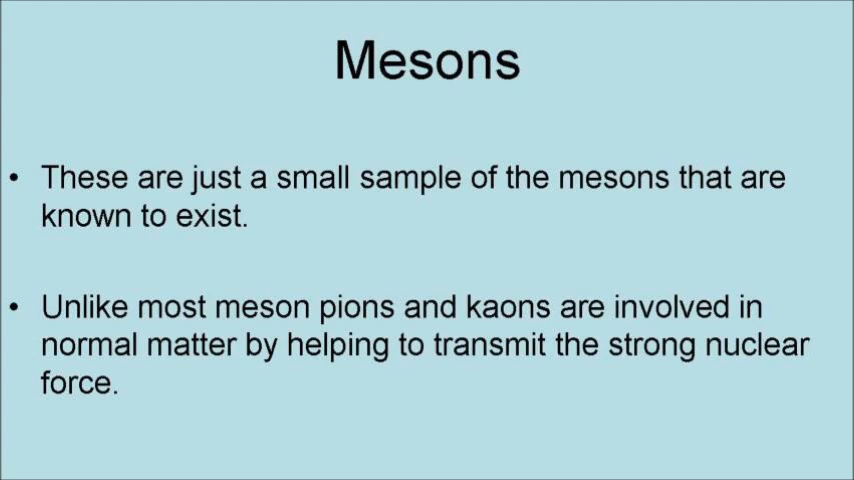 Mesons
• These are just a small sample of the mesons that are
known to exist.
• Unlike most meson pions and kaons are involved in
normal matter by helping to transmit the strong nuclear
force.